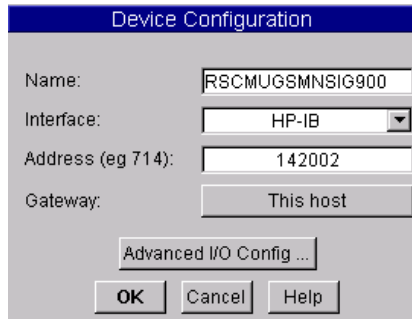 Device Configuration
Name: RSCMUGSMNSIG900
Interface: HP-IB
Address (eg 714): 142002
Gateway: This host
Advanced I/O Config ...
OK Cancel Help